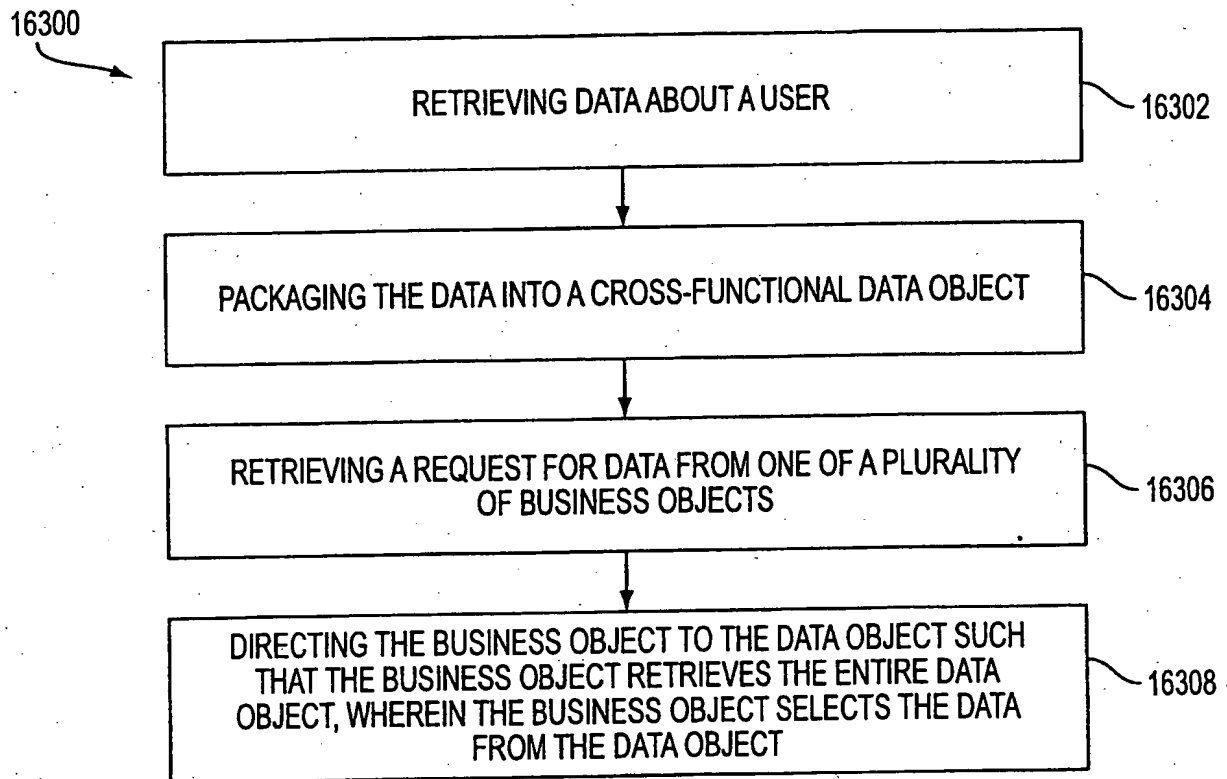 16300
RETRIEVING DATA ABOUT A USER
16302
PACKAGING THE DATA INTO A CROSS-FUNCTIONAL DATA OBJECT
16304
RETRIEVING A REQUEST FOR DATA FROM ONE OF A PLURALITY
OF BUSINESS OBJECTS
16306
DIRECTING THE BUSINESS OBJECT TO THE DATA OBJECT SUCH
THAT THE BUSINESS OBJECT RETRIEVES THE ENTIRE DATA
OBJECT, WHEREIN THE BUSINESS OBJECT SELECTS THE DATA
FROM THE DATA OBJECT
16308